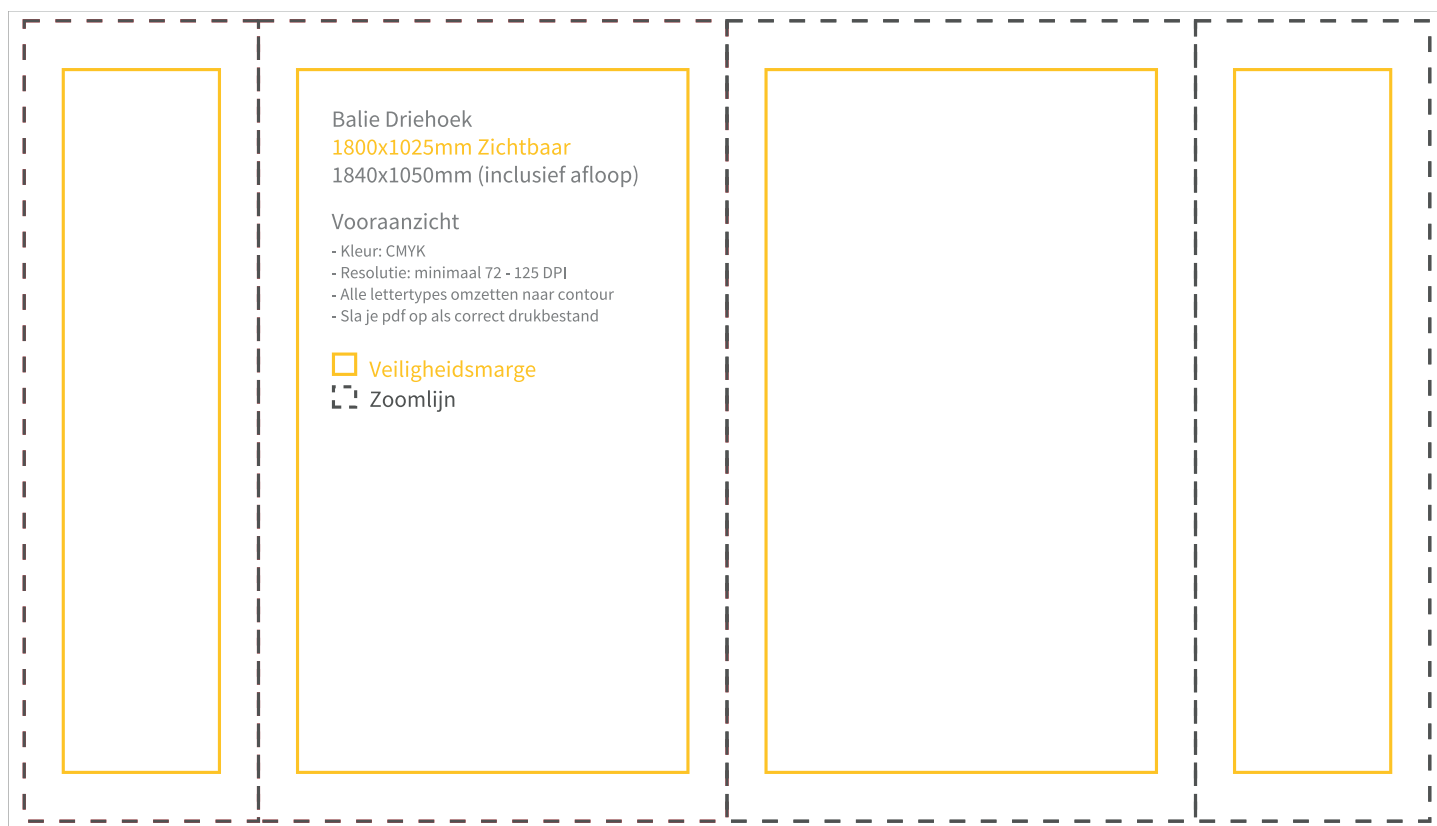 Balie Driehoek
1800x1025mm Zichtbaar
1840x1050mm (inclusief afloop)
Vooraanzicht
- Kleur: CMYK
- Resolutie: minimaal 72 - 125 DPI
- Alle lettertypes omzetten naar contour
- Sla je pdf op als correct drukbestand
Veiligheidsmarge
Zoomlijn